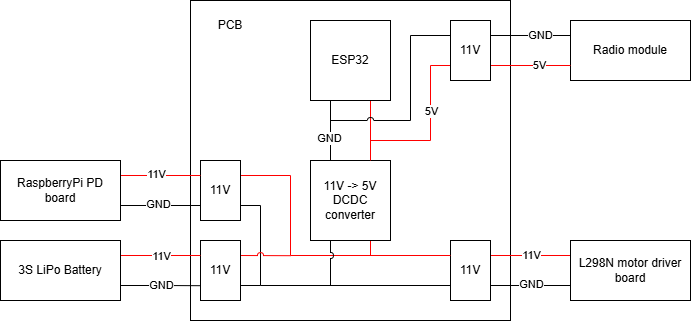 PCB
ESP32
11V
GND
Radio module
5V
5V
GND
RaspberryPi PD
board
11V
GND
11V
11V -> 5V
DCDC
converter
3S LiPo Battery
11V
GND
11V
11V
11V
GND
L298N motor driver
board